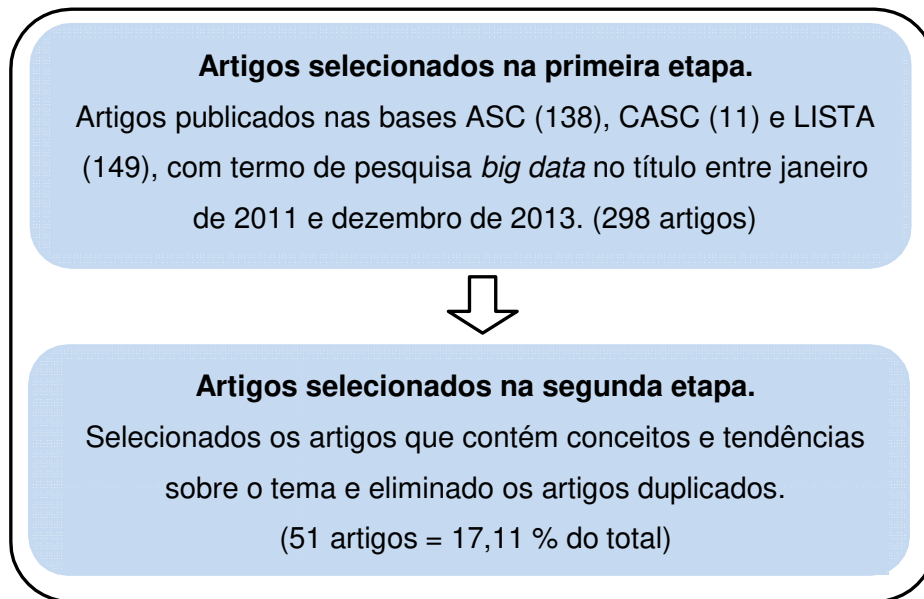 Artigos selecionados na primeira etapa.
Artigos publicados nas bases ASC (138), CASC (11) e LISTA
(149), com termo de pesquisa big data no título entre janeiro
de 2011 e dezembro de 2013. (298 artigos)
Artigos selecionados na segunda etapa.
Selecionados os artigos que contém conceitos e tendências
sobre o tema e eliminado os artigos duplicados.
(51 artigos = 17,11 % do total)